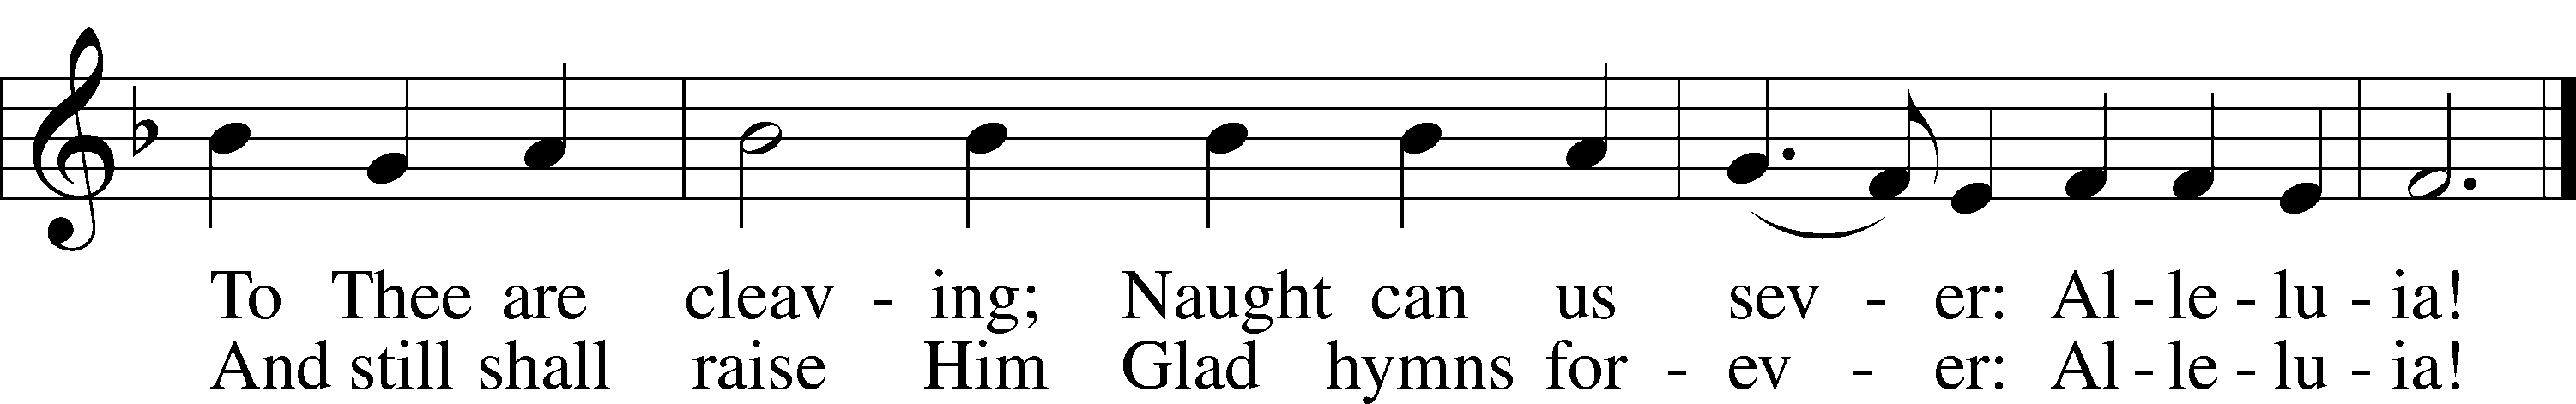 To Thee are cleav - ing; Naught can us sev - er: Al - le - lu - ia!
And still shall raise Him Glad hymns for - ev - er: Al - le - lu - ia!